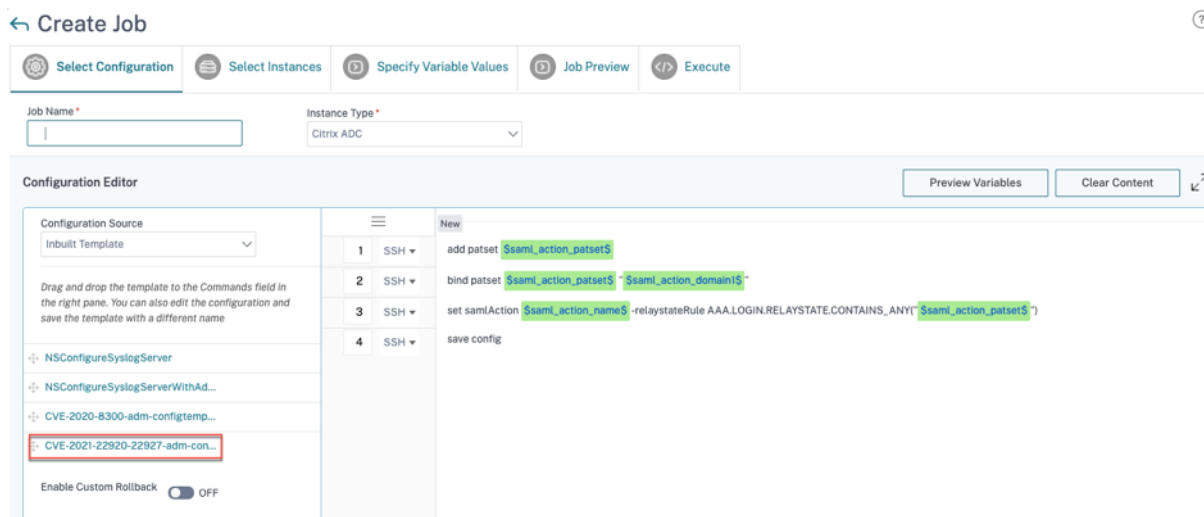 Create Job
?
Select Configuration
Select Instances
Specify Variable Values
Job Preview
Execute
Job Name*
Instance Type*
Citrix ADC
Configuration Editor
Preview Variables
Clear Content
Configuration Source
Inbuilt Template
Drag and drop the template to the Commands field in
the right pane. You can also edit the configuration and
save the template with a different name
NSConfigureSyslogServer
NSConfigureSyslogServerWithAd...
CVE-2020-8300-adm-configtemp...
CVE-2021-22920-22927-adm-con...
Enable Custom Rollback OFF
New
1 SSH add patset $saml_action_patset$
2 SSH bind patset $saml_action_patset$ "$saml_action_domain1$"
3 SSH set samlAction $saml_action_name$ -relaystateRule AAA.LOGIN.RELAYSTATE.CONTAINS_ANY("$saml_action_patset$")
4 SSH save config